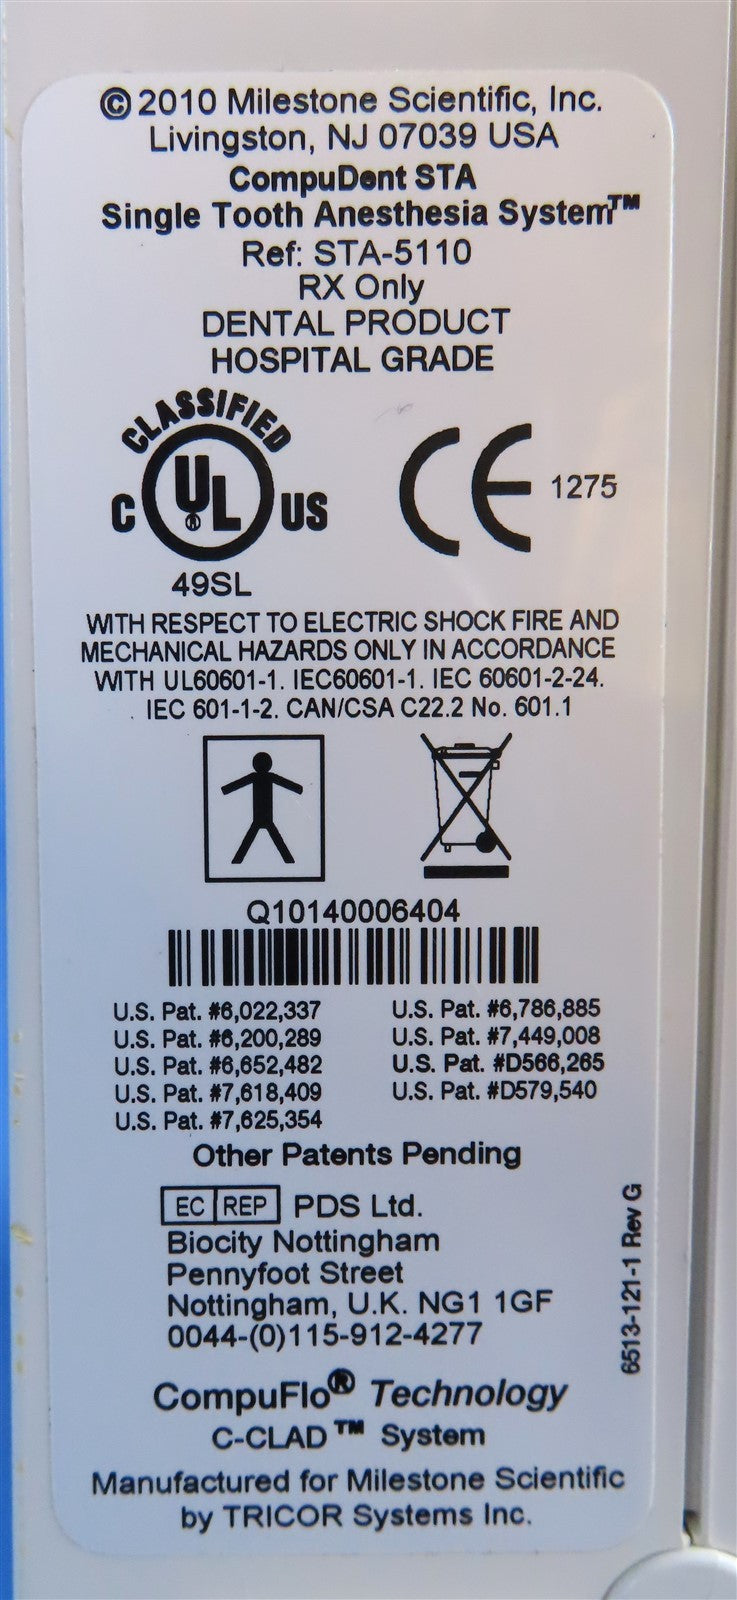 © 2010 Milestone Scientific, Inc.
Livingston, NJ 07039 USA
CompuDent STA
Single Tooth Anesthesia System™
Ref: STA-5110
RX Only
DENTAL PRODUCT
HOSPITAL GRADE
CLASSIFIED
C UL® US
CE 1275
49SL
WITH RESPECT TO ELECTRIC SHOCK FIRE AND
MECHANICAL HAZARDS ONLY IN ACCORDANCE
WITH UL60601-1. IEC60601-1. IEC 60601-2-24.
. IEC 601-1-2. CAN/CSA C22.2 No. 601.1
Q10140006404
U.S. Pat. #6,022,337 U.S. Pat. #6,786,885
U.S. Pat. #6,200,289 U.S. Pat. #7,449,008
U.S. Pat. #6,652,482 U.S. Pat. #D566,265
U.S. Pat. #7,618,409 U.S. Pat. #D579,540
U.S. Pat. #7,625,354
Other Patents Pending
EC REP PDS Ltd.
Biocity Nottingham
Pennyfoot Street
Nottingham, U.K. NG1 1GF
0044-(0)115-912-4277
6513-121-1 Rev G
CompuFlo® Technology
C-CLAD™ System
Manufactured for Milestone Scientific
by TRICOR Systems Inc.